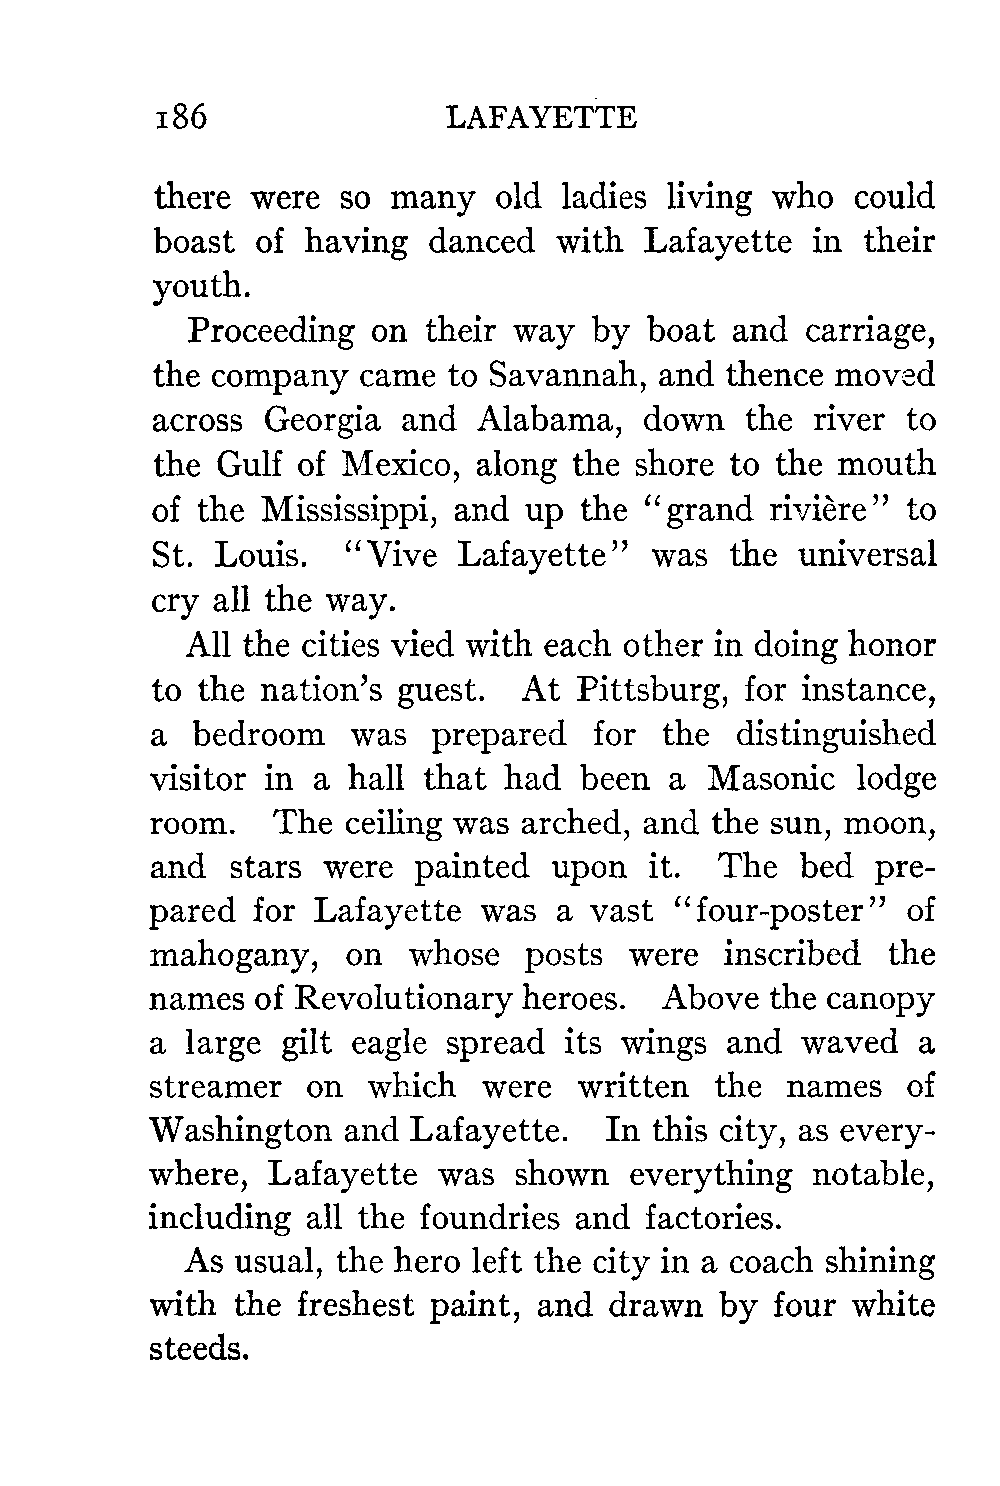 186 LAFAYETTE
there were so many old ladies living who could
boast of having danced with Lafayette in their
youth.
Proceeding on their way by boat and carriage,
the company came to Savannah, and thence moved
across Georgia and Alabama, down the river to
the Gulf of Mexico, along the shore to the mouth
of the Mississippi, and up the “grand rivière” to
St. Louis. “Vive Lafayette” was the universal
cry all the way.
All the cities vied with each other in doing honor
to the nation’s guest. At Pittsburg, for instance,
a bedroom was prepared for the distinguished
visitor in a hall that had been a Masonic lodge
room. The ceiling was arched, and the sun, moon,
and stars were painted upon it. The bed pre-
pared for Lafayette was a vast “four-poster” of
mahogany, on whose posts were inscribed the
names of Revolutionary heroes. Above the canopy
a large gilt eagle spread its wings and waved a
streamer on which were written the names of
Washington and Lafayette. In this city, as every-
where, Lafayette was shown everything notable,
including all the foundries and factories.
As usual, the hero left the city in a coach shining
with the freshest paint, and drawn by four white
steeds.